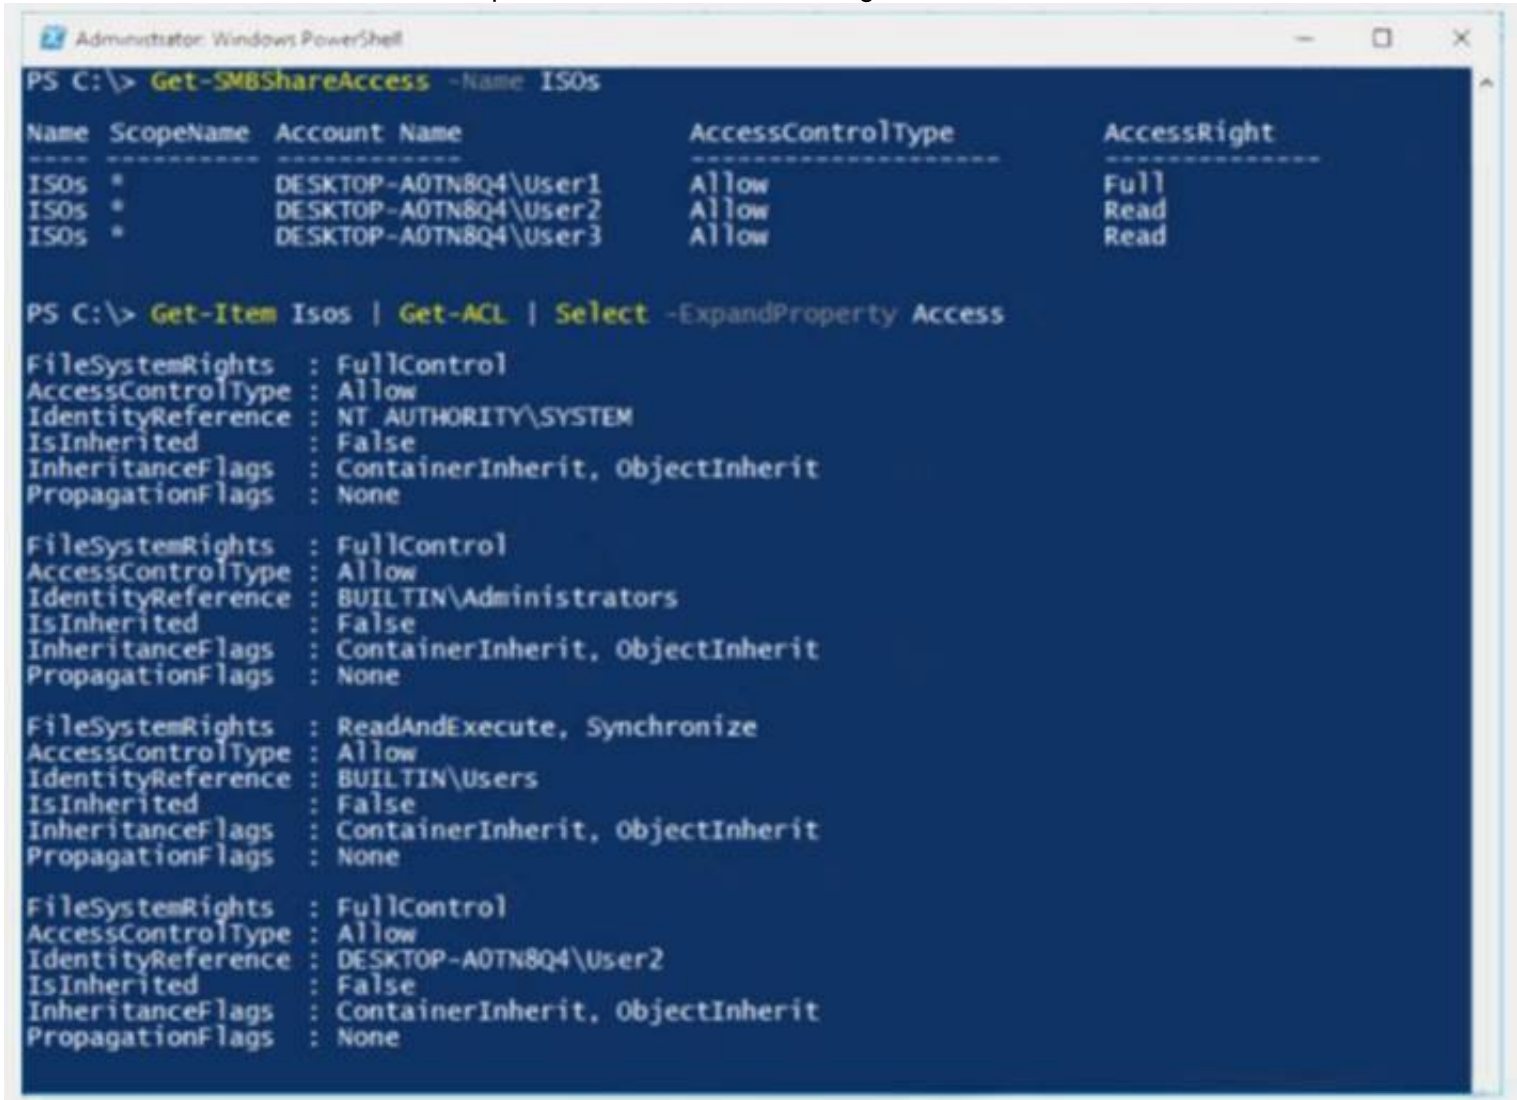 Administrator: Windows PowerShell
PS C:\> Get-SMBShareAccess -Name ISOs
Name ScopeName Account Name AccessControlType AccessRight
---- --------- ------------ ----------------- -----------
ISOs * DESKTOP-A0TN8Q4\User1 Allow Full
ISOs * DESKTOP-A0TN8Q4\User2 Allow Read
ISOs * DESKTOP-A0TN8Q4\User3 Allow Read
PS C:\> Get-Item Isos | Get-ACL | Select -ExpandProperty Access
FileSystemRights : FullControl
AccessControlType : Allow
IdentityReference : NT AUTHORITY\SYSTEM
IsInherited : False
InheritanceFlags : ContainerInherit, ObjectInherit
PropagationFlags : None
FileSystemRights : FullControl
AccessControlType : Allow
IdentityReference : BUILTIN\Administrators
IsInherited : False
InheritanceFlags : ContainerInherit, ObjectInherit
PropagationFlags : None
FileSystemRights : ReadAndExecute, Synchronize
AccessControlType : Allow
IdentityReference : BUILTIN\Users
IsInherited : False
InheritanceFlags : ContainerInherit, ObjectInherit
PropagationFlags : None
FileSystemRights : FullControl
AccessControlType : Allow
IdentityReference : DESKTOP-A0TN8Q4\User2
IsInherited : False
InheritanceFlags : ContainerInherit, ObjectInherit
PropagationFlags : None